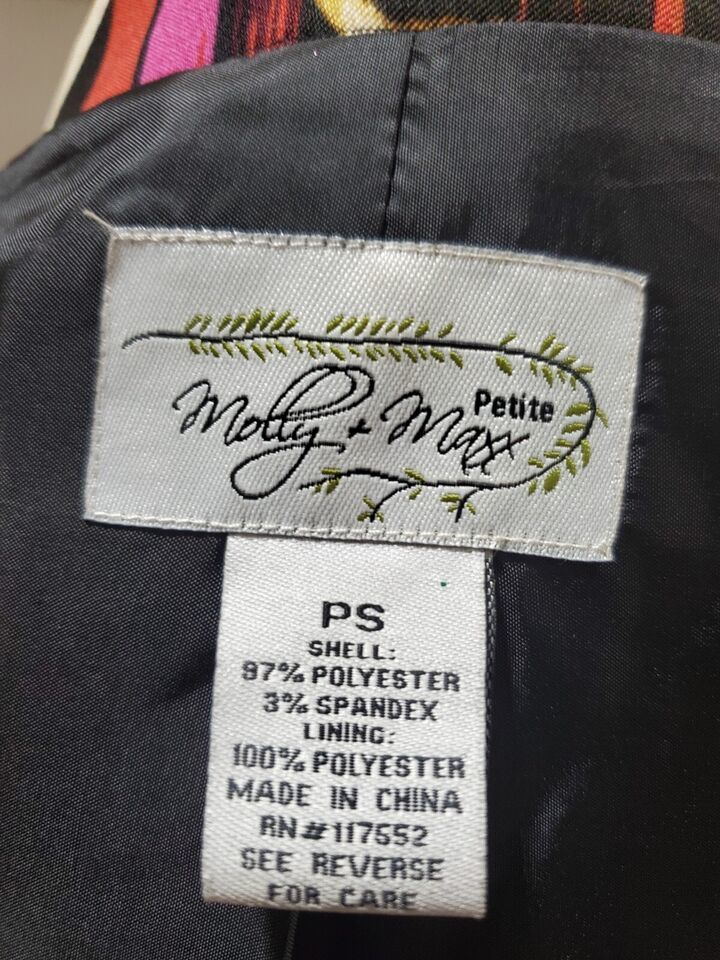 Molly + Maxx Petite
PS
SHELL:
97% POLYESTER
3% SPANDEX
LINING:
100% POLYESTER
MADE IN CHINA
RN#117552
SEE REVERSE
FOR CARE